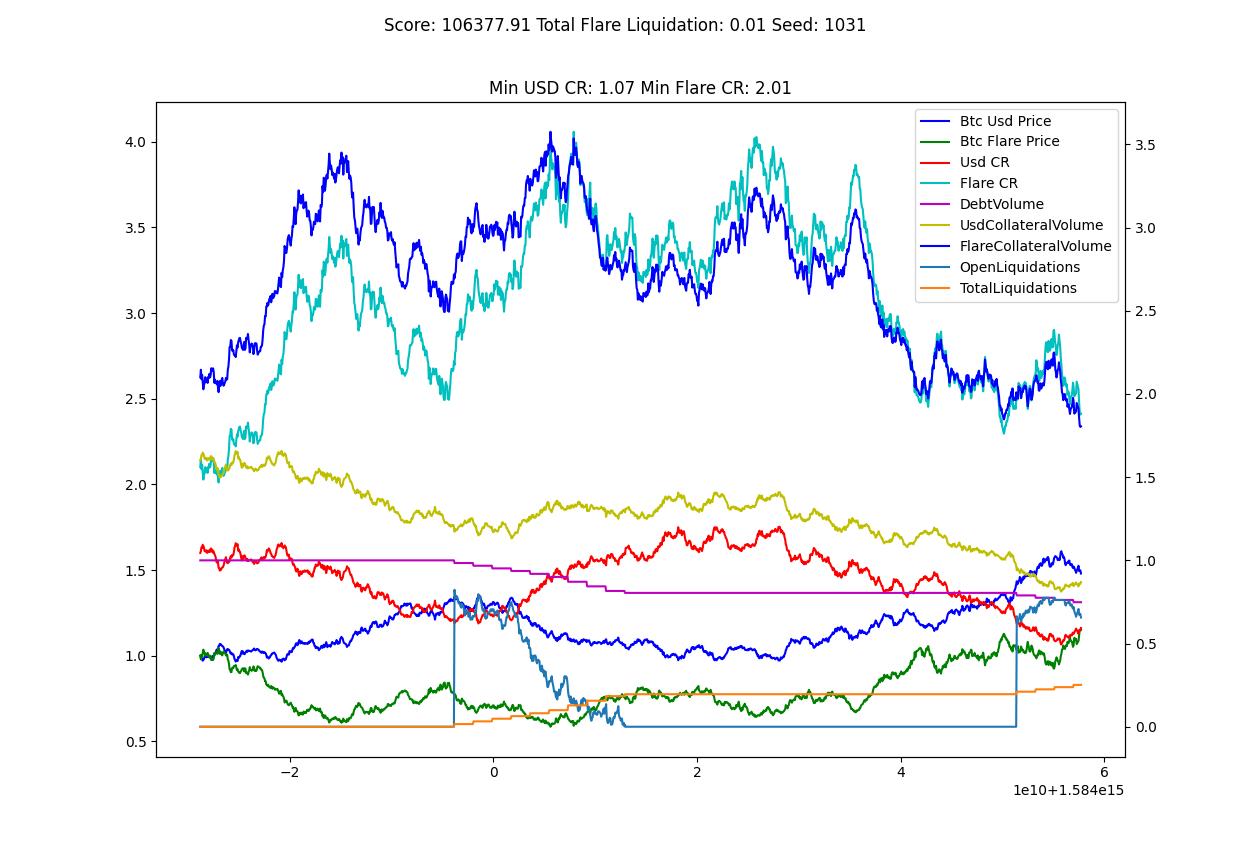 Score: 106377.91 Total Flare Liquidation: 0.01 Seed: 1031
Min USD CR: 1.07 Min Flare CR: 2.01
4.0
3.5
3.0
2.5
2.0
1.5
1.0
0.5
Btc Usd Price
Btc Flare Price
Usd CR
Flare CR
DebtVolume
UsdCollateralVolume
FlareCollateralVolume
OpenLiquidations
TotalLiquidations
3.5
3.0
2.5
2.0
1.5
1.0
0.5
0.0
−2 0 2 4 6
1e10+1.584e15